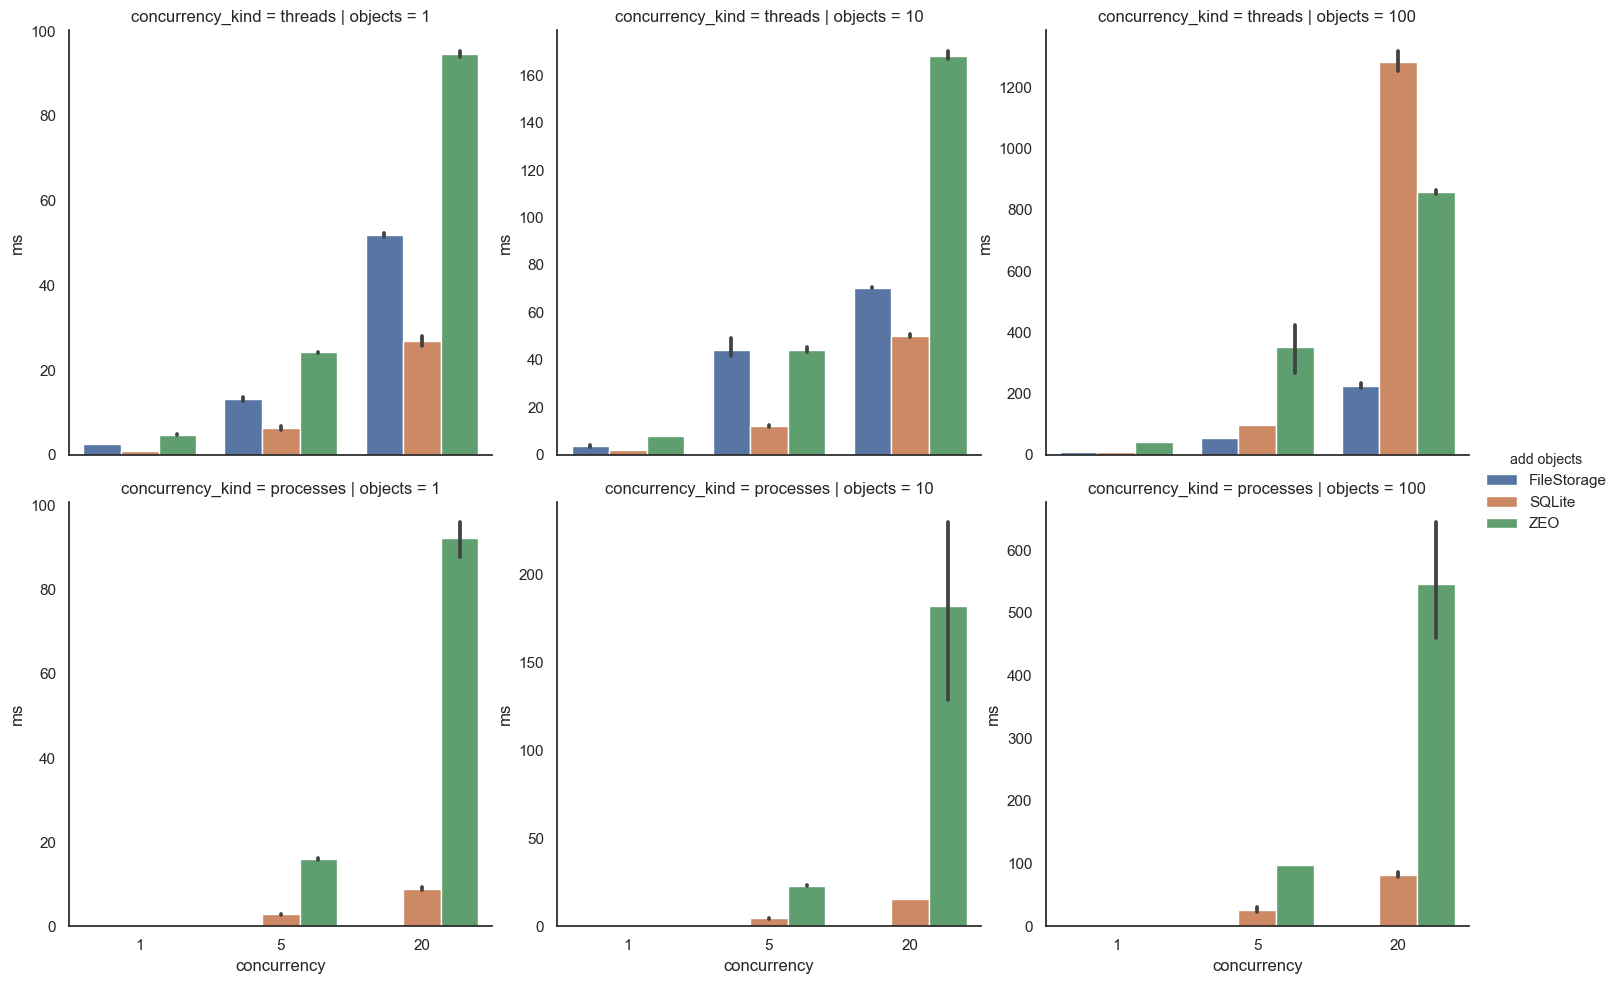 concurrency_kind = threads | objects = 1
100
80
60
40
20
0
ms
concurrency_kind = threads | objects = 10
160
140
120
100
80
60
40
20
0
ms
concurrency_kind = threads | objects = 100
1200
1000
800
600
400
200
0
ms
add objects
FileStorage
SQLite
ZEO
concurrency_kind = processes | objects = 1
100
80
60
40
20
0
ms
1
5
20
concurrency
concurrency_kind = processes | objects = 10
200
150
100
50
0
ms
1
5
20
concurrency
concurrency_kind = processes | objects = 100
600
500
400
300
200
100
0
ms
1
5
20
concurrency